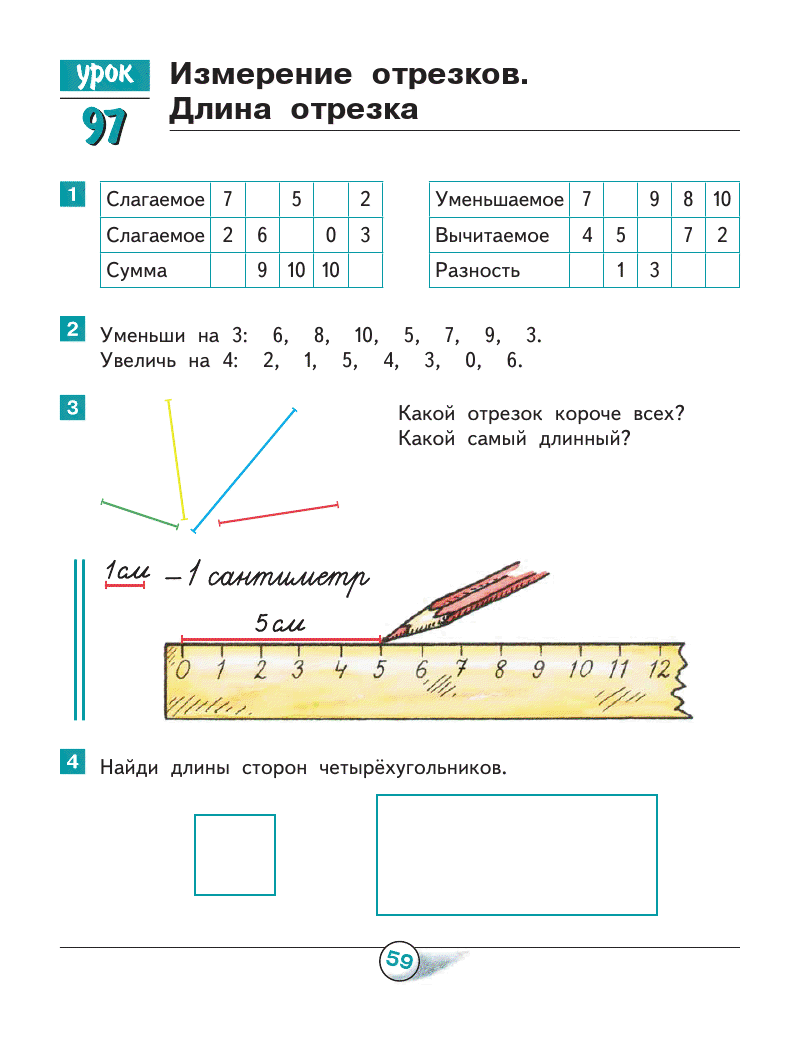 урок
97
Измерение отрезков.
Длина отрезка
1
Слагаемое 7 5 2
Слагаемое 2 6 0 3
Сумма 9 10 10
Уменьшаемое 7 9 8 10
Вычитаемое 4 5 7 2
Разность 1 3
2
Уменьши на 3: 6, 8, 10, 5, 7, 9, 3.
Увеличь на 4: 2, 1, 5, 4, 3, 0, 6.
3
Какой отрезок короче всех?
Какой самый длинный?
1см – 1 сантиметр
5 см
0 1 2 3 4 5 6 7 8 9 10 11 12
4
Найди длины сторон четырёхугольников.
59